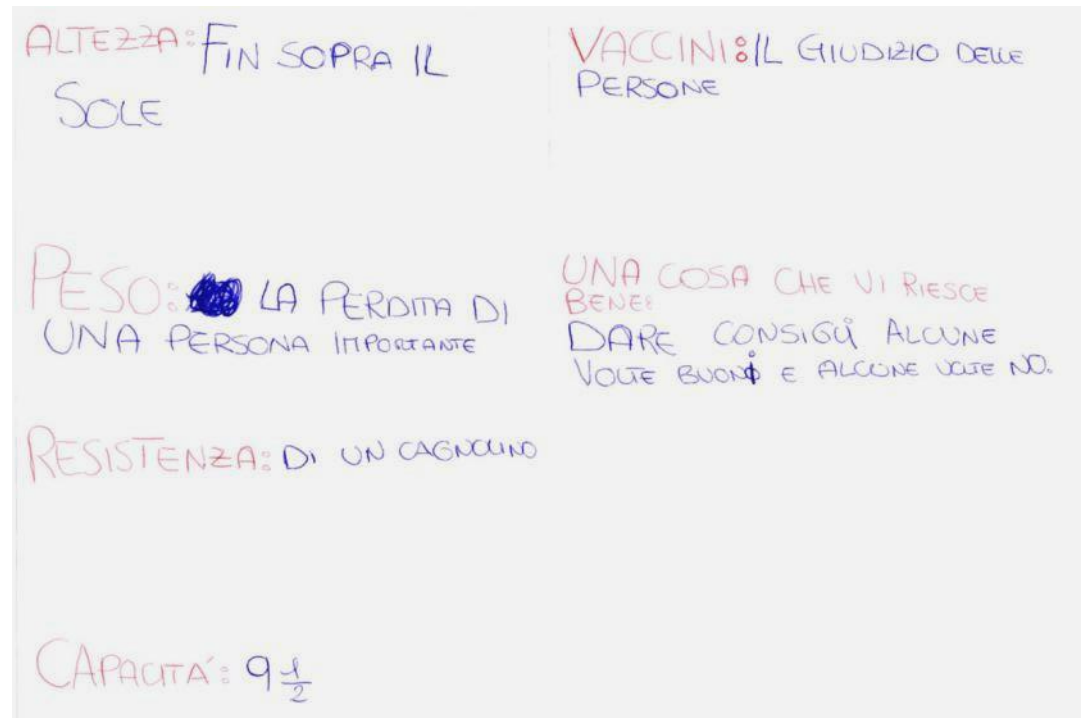 ALTEZZA: FIN SOPRA IL
SOLE
PESO: LA PERDITA DI
UNA PERSONA IMPORTANTE
RESISTENZA: DI UN CAGNOLINO
CAPACITÁ: 9 1/2
VACCINI: IL GIUDIZIO DELLE
PERSONE
UNA COSA CHE VI RIESCE
BENE:
DARE CONSIGLI ALCUNE
VOLTE BUONI E ALCUNE VOLTE NO.